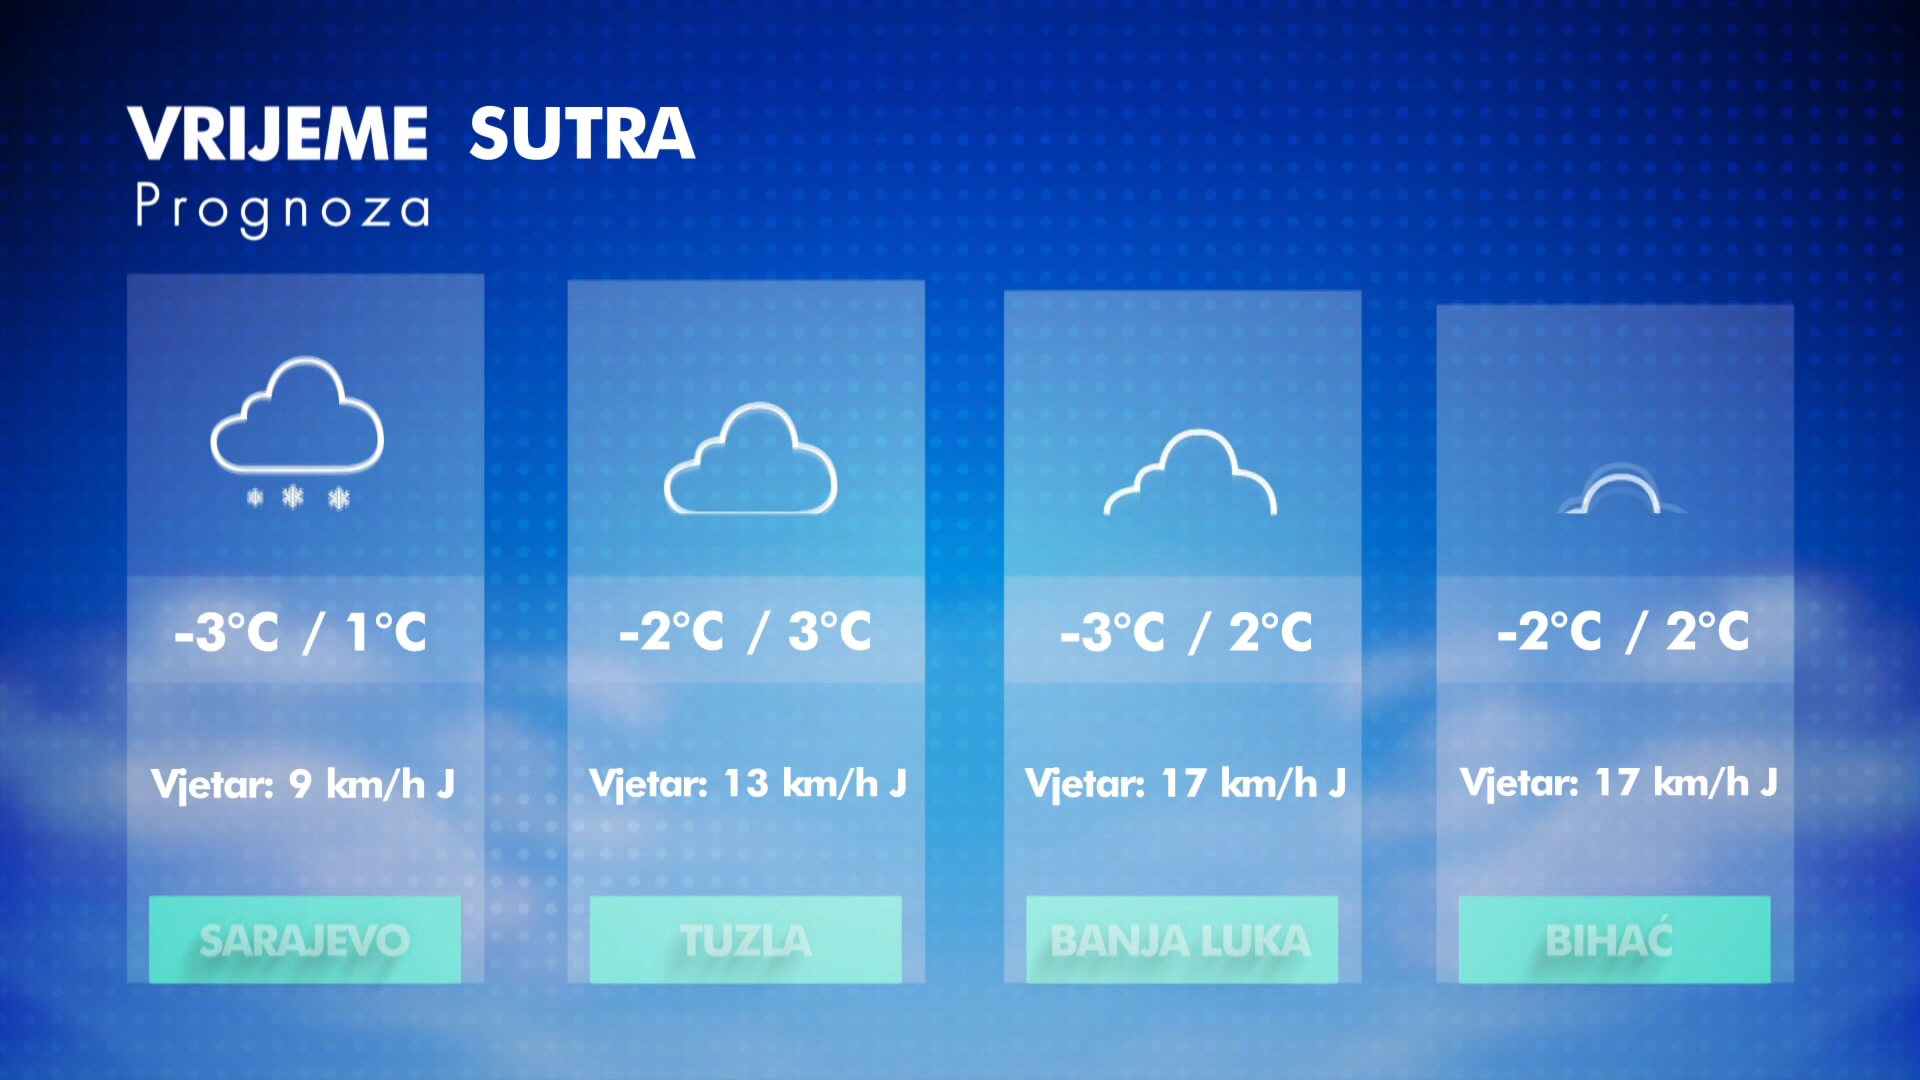 VRIJEME SUTRA
Prognoza
-3°C / 1°C
Vjetar: 9 km/h J
SARAJEVO
-2°C / 3°C
Vjetar: 13 km/h J
TUZLA
-3°C / 2°C
Vjetar: 17 km/h J
BANJA LUKA
-2°C / 2°C
Vjetar: 17 km/h J
BIHAĆ